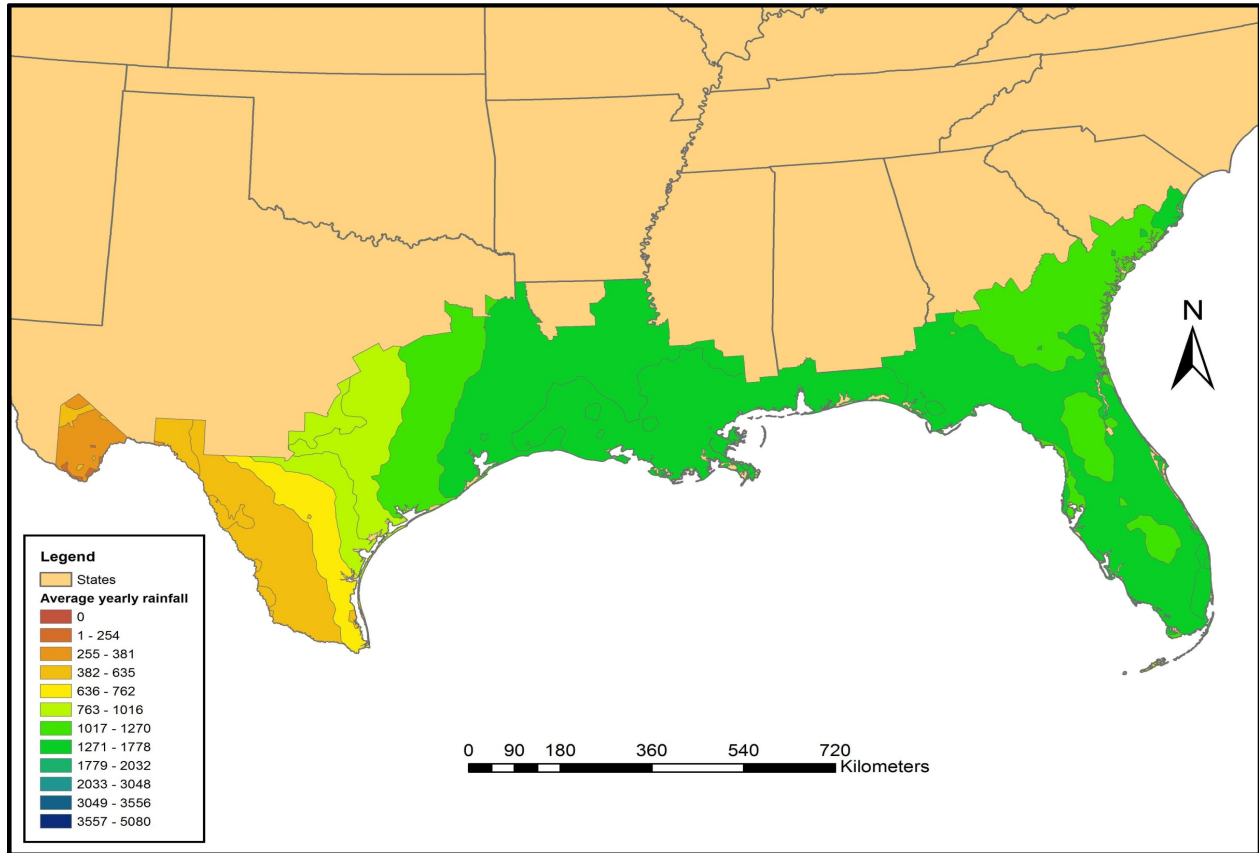 N
Legend
States
Average yearly rainfall
0
1 - 254
255 - 381
382 - 635
636 - 762
763 - 1016
1017 - 1270
1271 - 1778
1779 - 2032
2033 - 3048
3049 - 3556
3557 - 5080
0 90 180 360 540 720
Kilometers